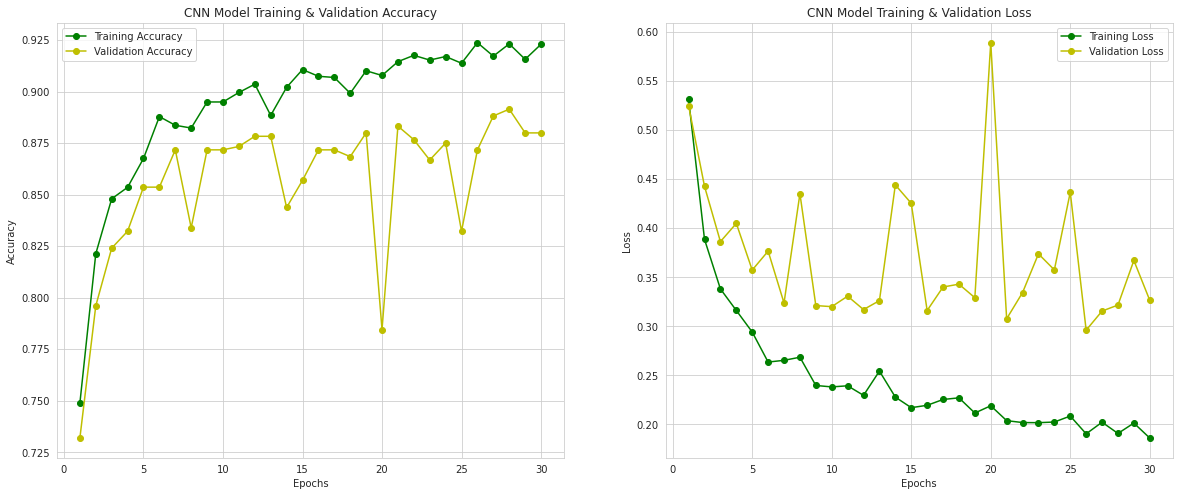 CNN Model Training & Validation Accuracy
Training Accuracy
Validation Accuracy
0.925
0.900
0.875
0.850
0.825
0.800
0.775
0.750
0.725
Accuracy
0 5 10 15 20 25 30
Epochs
CNN Model Training & Validation Loss
Training Loss
Validation Loss
0.60
0.55
0.50
0.45
0.40
0.35
0.30
0.25
0.20
Loss
0 5 10 15 20 25 30
Epochs